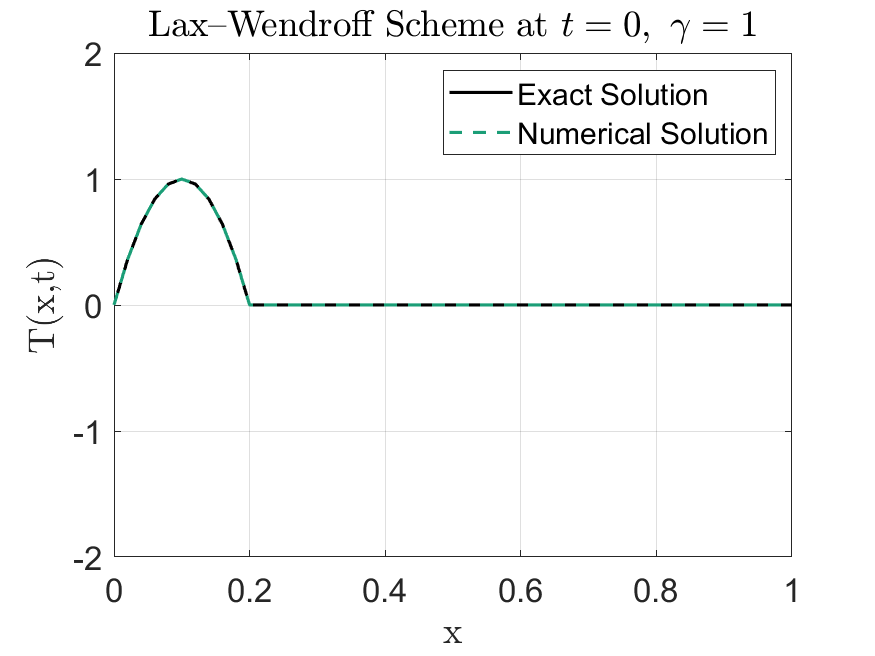 Lax–Wendroff Scheme at t = 0, γ = 1
Exact Solution
Numerical Solution
2
1
0
-1
-2
T(x,t)
0
0.2
0.4
0.6
0.8
1
x